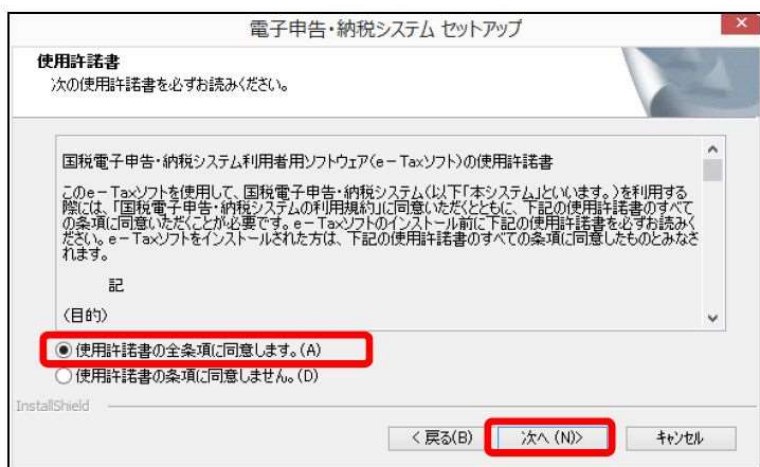 電子申告・納税システム セットアップ
使用許諾書
次の使用許諾書を必ずお読みください。
国税電子申告・納税システム利用者用ソフトウェア(e-Taxソフト)の使用許諾書
このe-Taxソフトを使用して、国税電子申告・納税システム(以下「本システム」といいます。)を利用する
際には、「国税電子申告・納税システムの利用規約」に同意いただくとともに、下記の使用許諾書のすべて
の条項に同意いただくことが必要です。e-Taxソフトのインストール前に下記の使用許諾書を必ずお読みく
ださい。e-Taxソフトをインストールされた方は、下記の使用許諾書のすべての条項に同意したものとみなさ
れます。
記
(目的)
使用許諾書の全条項に同意します。(A)
使用許諾書の条項に同意しません。(D)
InstallShield
< 戻る(B) 次へ (N)> キャンセル